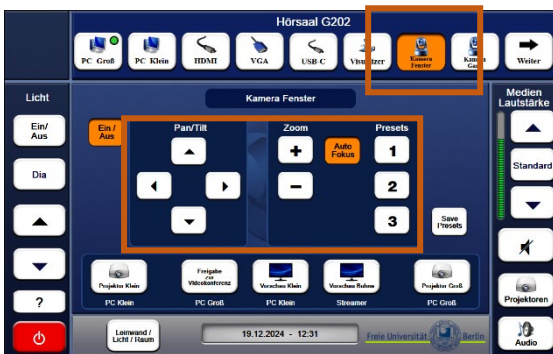 Hörsaal G202
PC Groß
PC Klein
HDMI
VGA
USB-C
Visualizer
Kamera
Fenster
Kamera
Weiter
Licht
Ein/
Aus
Dia
?
Kamera Fenster
Ein /
Aus
Pan/Tilt
Zoom
Presets
+
Auto
Fokus
1
-
2
3
Save
Presets
Projektor Klein
PC Klein
Freigabe
zur
Videokonferenz
PC Groß
Vorschau Klein
PC Klein
Vorschau Buhne
Streamer
Projektor Groß
PC Groß
Leinwand /
Licht / Raum
19.12.2024 - 12:31
Freie Universität
Berlin
Medien
Lautstärke
Standard
Projektoren
Audio